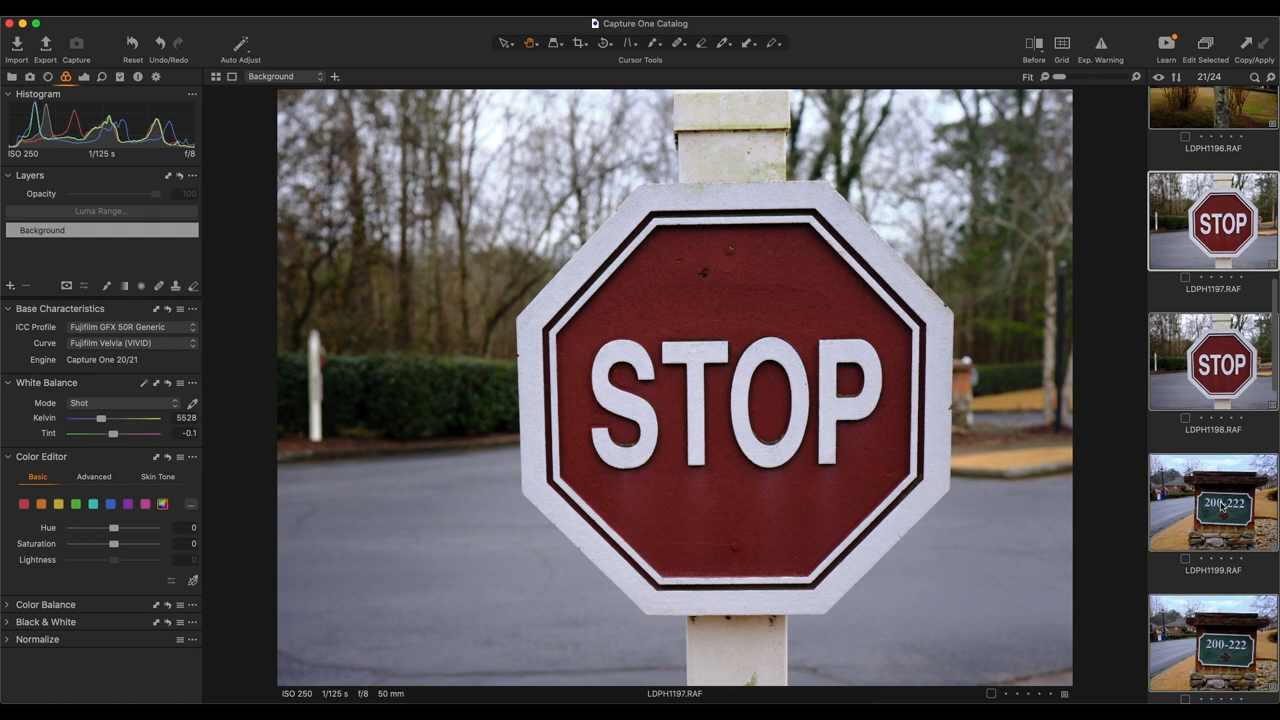 Capture One Catalog
Import
Export
Capture
Reset
Undo/Redo
Auto Adjust
Cursor Tools
Before
Grid
Exp. Warning
Learn
Edit Selected
Copy/Apply
Background
Fit
21/24
Histogram
ISO 250 1/125 s f/8
Layers
Opacity 100
Luma Range...
Background
Base Characteristics
ICC Profile Fujifilm GFX 50R Generic
Curve Fujifilm Velvia (VIVID)
Engine Capture One 20/21
White Balance
Mode Shot
Kelvin 5528
Tint -0.1
Color Editor
Basic Advanced Skin Tone
Hue 0
Saturation 0
Lightness 0
Color Balance
Black & White
Normalize
STOP
ISO 250 1/125 s f/8 50 mm
LDPH1197.RAF
LDPH1196.RAF
STOP
LDPH1197.RAF
STOP
LDPH1198.RAF
200-222
LDPH1199.RAF
200-222